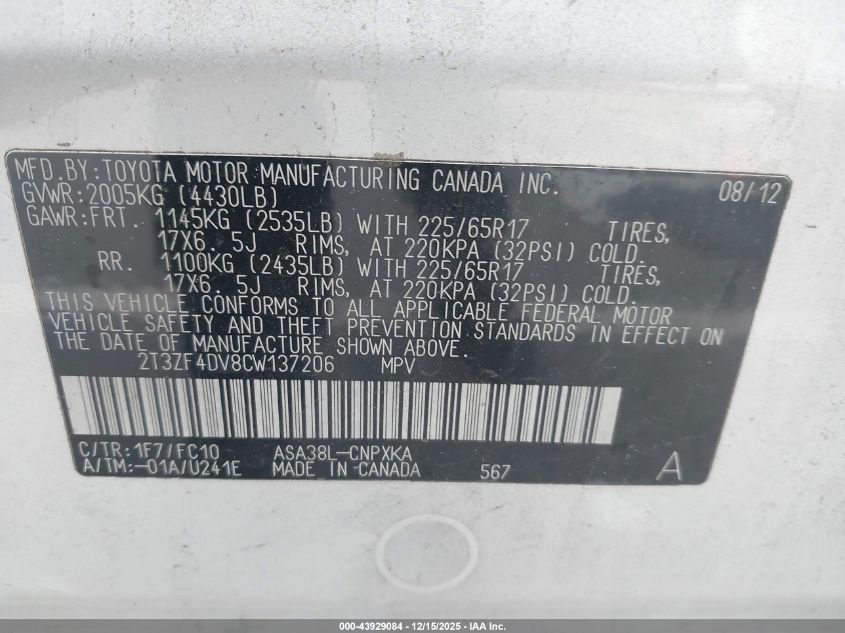 MFD.BY:TOYOTA MOTOR MANUFACTURING CANADA INC. 08/12
GVWR:2005KG (4430LB)
GAWR:FRT. 1145KG (2535LB) WITH 225/65R17 TIRES,
17X6. 5J RIMS, AT 220KPA (32PSI) COLD.
RR. 1100KG (2435LB) WITH 225/65R17 TIRES,
17X6. 5J RIMS, AT 220KPA (32PSI) COLD.
THIS VEHICLE CONFORMS TO ALL APPLICABLE FEDERAL MOTOR
VEHICLE SAFETY AND THEFT PREVENTION STANDARDS IN EFFECT ON
THE DATE OF MANUFACTURE SHOWN ABOVE.
2T3ZF4DV8CW137206 MPV
C/TR:1F7/FC10 ASA38L-CNPXKA
A/TM:-01A/U241E MADE IN CANADA 567 A
000-43929084 - 12/15/2025 - IAA Inc.